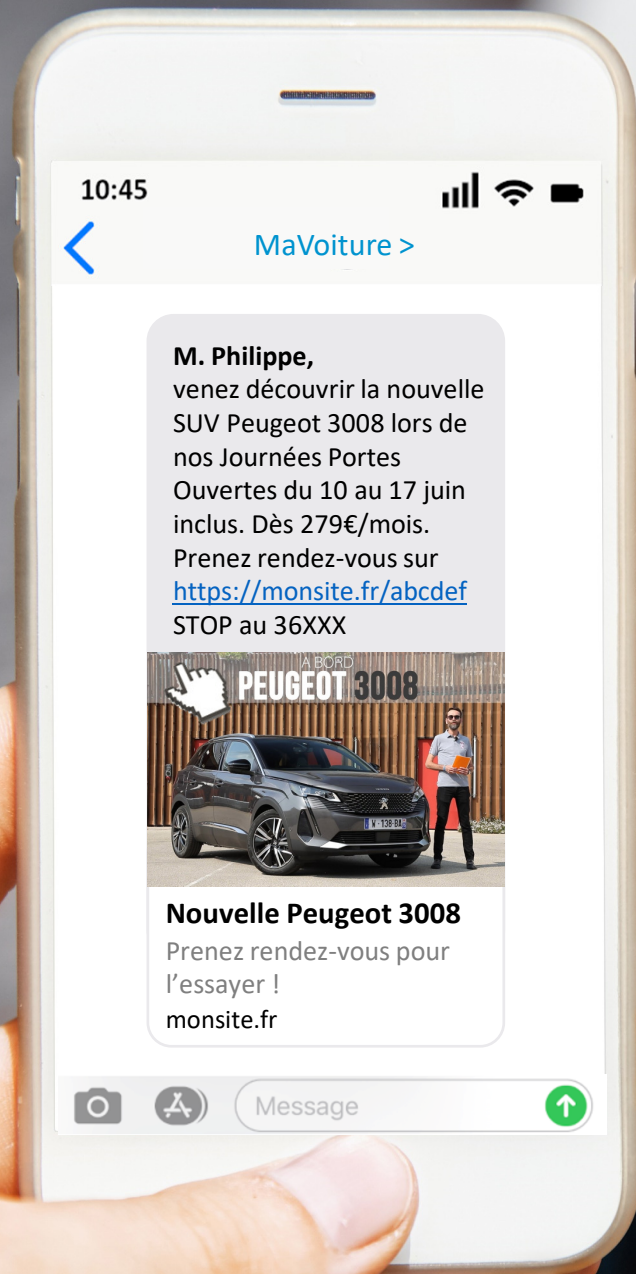 10:45
MaVoiture >
M. Philippe,
venez découvrir la nouvelle
SUV Peugeot 3008 lors de
nos Journées Portes
Ouvertes du 10 au 17 juin
inclus. Dès 279€/mois.
Prenez rendez-vous sur
https://monsite.fr/abcdef
STOP au 36XXX
A BORD
PEUGEOT 3008
W-138-BA
Nouvelle Peugeot 3008
Prenez rendez-vous pour
l’essayer !
monsite.fr
Message